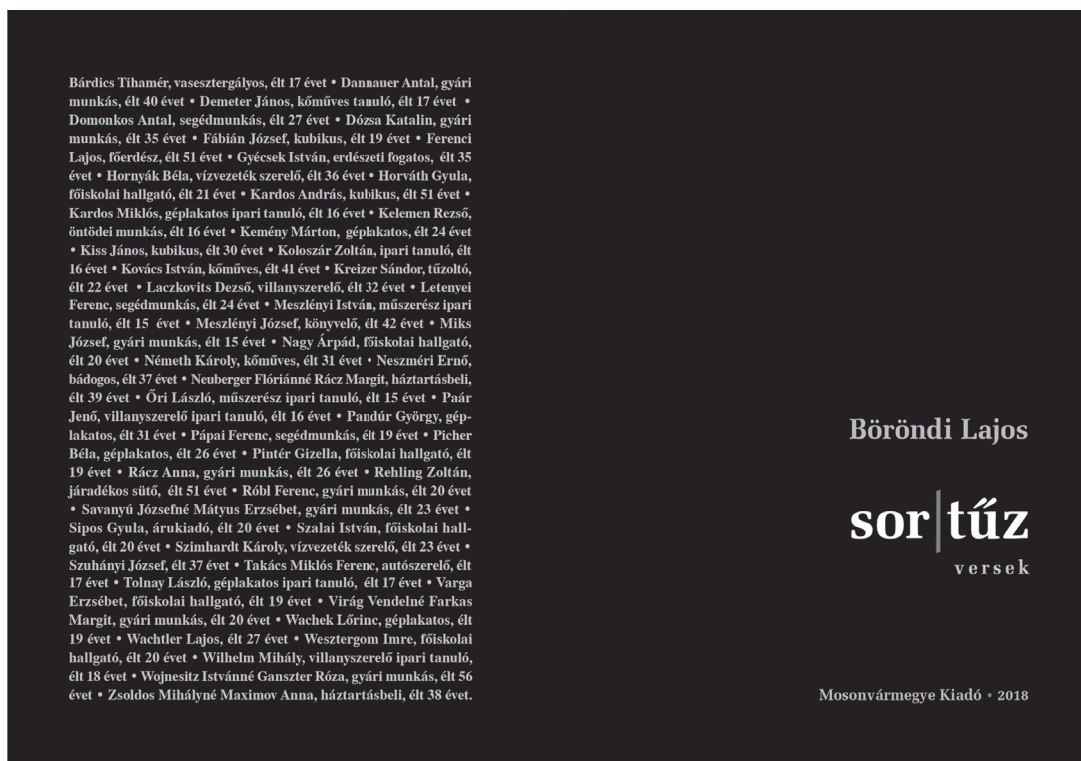 Bárdics Tihamér, vasesztergályos, élt 17 évet • Dannauer Antal, gyári
munkás, élt 40 évet • Demeter János, kőműves tanuló, élt 17 évet •
Domonkos Antal, segédmunkás, élt 27 évet • Dózsa Katalin, gyári
munkás, élt 35 évet • Fábián József, kubikus, élt 19 évet • Ferenci
Lajos, főerdész, élt 51 évet • Gyécsek István, erdészeti fogatos, élt 35
évet • Hornyák Béla, vízvezeték szerelő, élt 36 évet • Horváth Gyula,
főiskolai hallgató, élt 21 évet • Kardos András, kubikus, élt 51 évet •
Kardos Miklós, géplakatos ipari tanuló, élt 16 évet • Kelemen Rezső,
öntödei munkás, élt 16 évet • Kemény Márton, géplakatos, élt 24 évet
• Kiss János, kubikus, élt 30 évet • Koloszár Zoltán, ipari tanuló, élt
16 évet • Kovács István, kőműves, élt 41 évet • Kreizer Sándor, tűzoltó,
élt 22 évet • Laczkovits Dezső, villanyszerelő, élt 32 évet • Letenyei
Ferenc, segédmunkás, élt 24 évet • Meszlényi István, műszerész ipari
tanuló, élt 15 évet • Meszlényi József, könyvelő, élt 42 évet • Miks
József, gyári munkás, élt 15 évet • Nagy Árpád, főiskolai hallgató,
élt 20 évet • Németh Károly, kőműves, élt 31 évet • Neszméri Ernő,
bádogos, élt 37 évet • Neuberger Flóriánné Rácz Margit, háztartásbeli,
élt 39 évet • Őri László, műszerész ipari tanuló, élt 15 évet • Paár
Jenő, villanyszerelő ipari tanuló, élt 16 évet • Pandúr György, gép-
lakatos, élt 31 évet • Pápai Ferenc, segédmunkás, élt 19 évet • Picher
Béla, géplakatos, élt 26 évet • Pintér Gizella, főiskolai hallgató, élt
19 évet • Rácz Anna, gyári munkás, élt 26 évet • Rehling Zoltán,
járadékos sütő, élt 51 évet • Róbl Ferenc, gyári munkás, élt 20 évet
• Savanyú Józsefné Mátyus Erzsébet, gyári munkás, élt 23 évet •
Sipos Gyula, árukiadó, élt 20 évet • Szalai István, főiskolai hall-
gató, élt 20 évet • Szimhardt Károly, vízvezeték szerelő, élt 23 évet •
Szuhányi József, élt 37 évet • Takács Miklós Ferenc, autószerelő, élt
17 évet • Tolnay László, géplakatos ipari tanuló, élt 17 évet • Varga
Erzsébet, főiskolai hallgató, élt 19 évet • Virág Vendelné Farkas
Margit, gyári munkás, élt 20 évet • Wachek Lőrinc, géplakatos, élt
19 évet • Wachtler Lajos, élt 27 évet • Wesztergom Imre, főiskolai
hallgató, élt 20 évet • Wilhelm Mihály, villanyszerelő ipari tanuló,
élt 18 évet • Wojnesitz Istvánné Ganszter Róza, gyári munkás, élt 56
évet • Zsoldos Mihályné Maximov Anna, háztartásbeli, élt 38 évet.
Böröndi Lajos
sor|tűz
versek
Mosonvármegye Kiadó • 2018